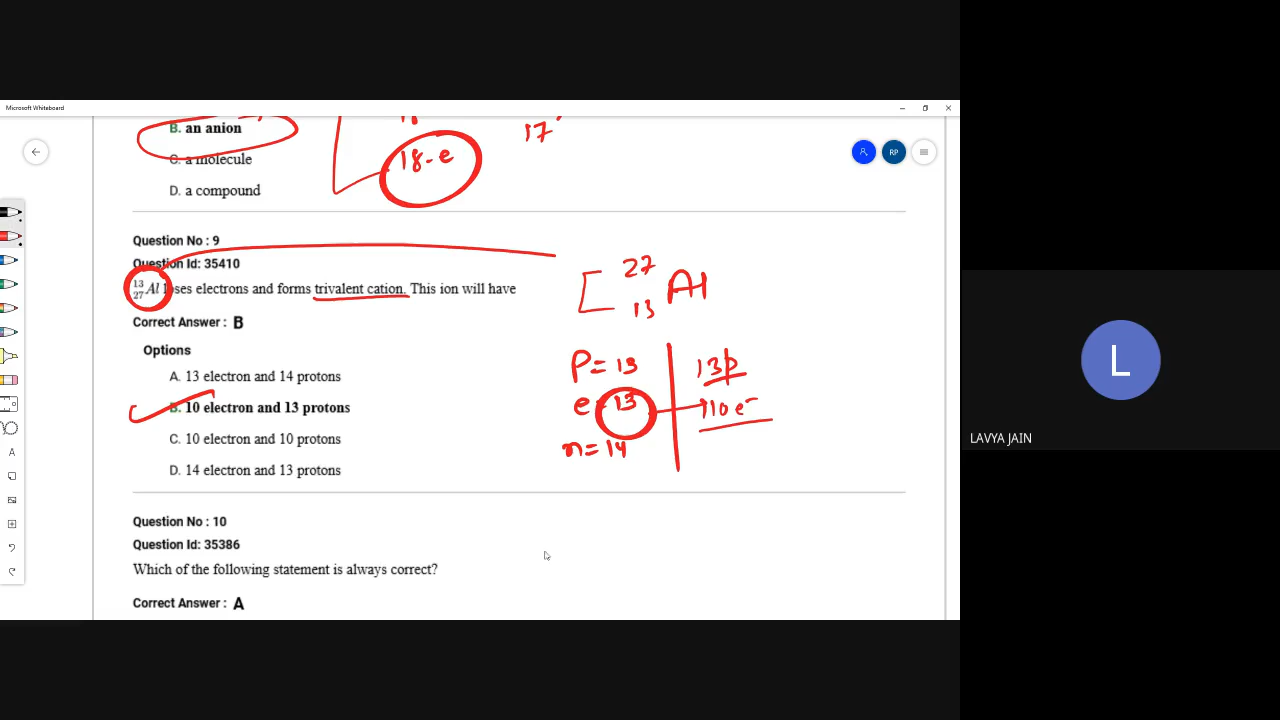 Microsoft Whiteboard
B. an anion
C. a molecule
D. a compound
18-e
17
RP
Question No : 9
Question Id: 35410
13
27 Al loses electrons and forms trivalent cation. This ion will have
Correct Answer : B
Options
A. 13 electron and 14 protons
B. 10 electron and 13 protons
C. 10 electron and 10 protons
D. 14 electron and 13 protons
27
13 Al
P = 13
e = 13
n = 14
13p
10 e⁻
Question No : 10
Question Id: 35386
Which of the following statement is always correct?
Correct Answer : A
L
LAVYA JAIN
A